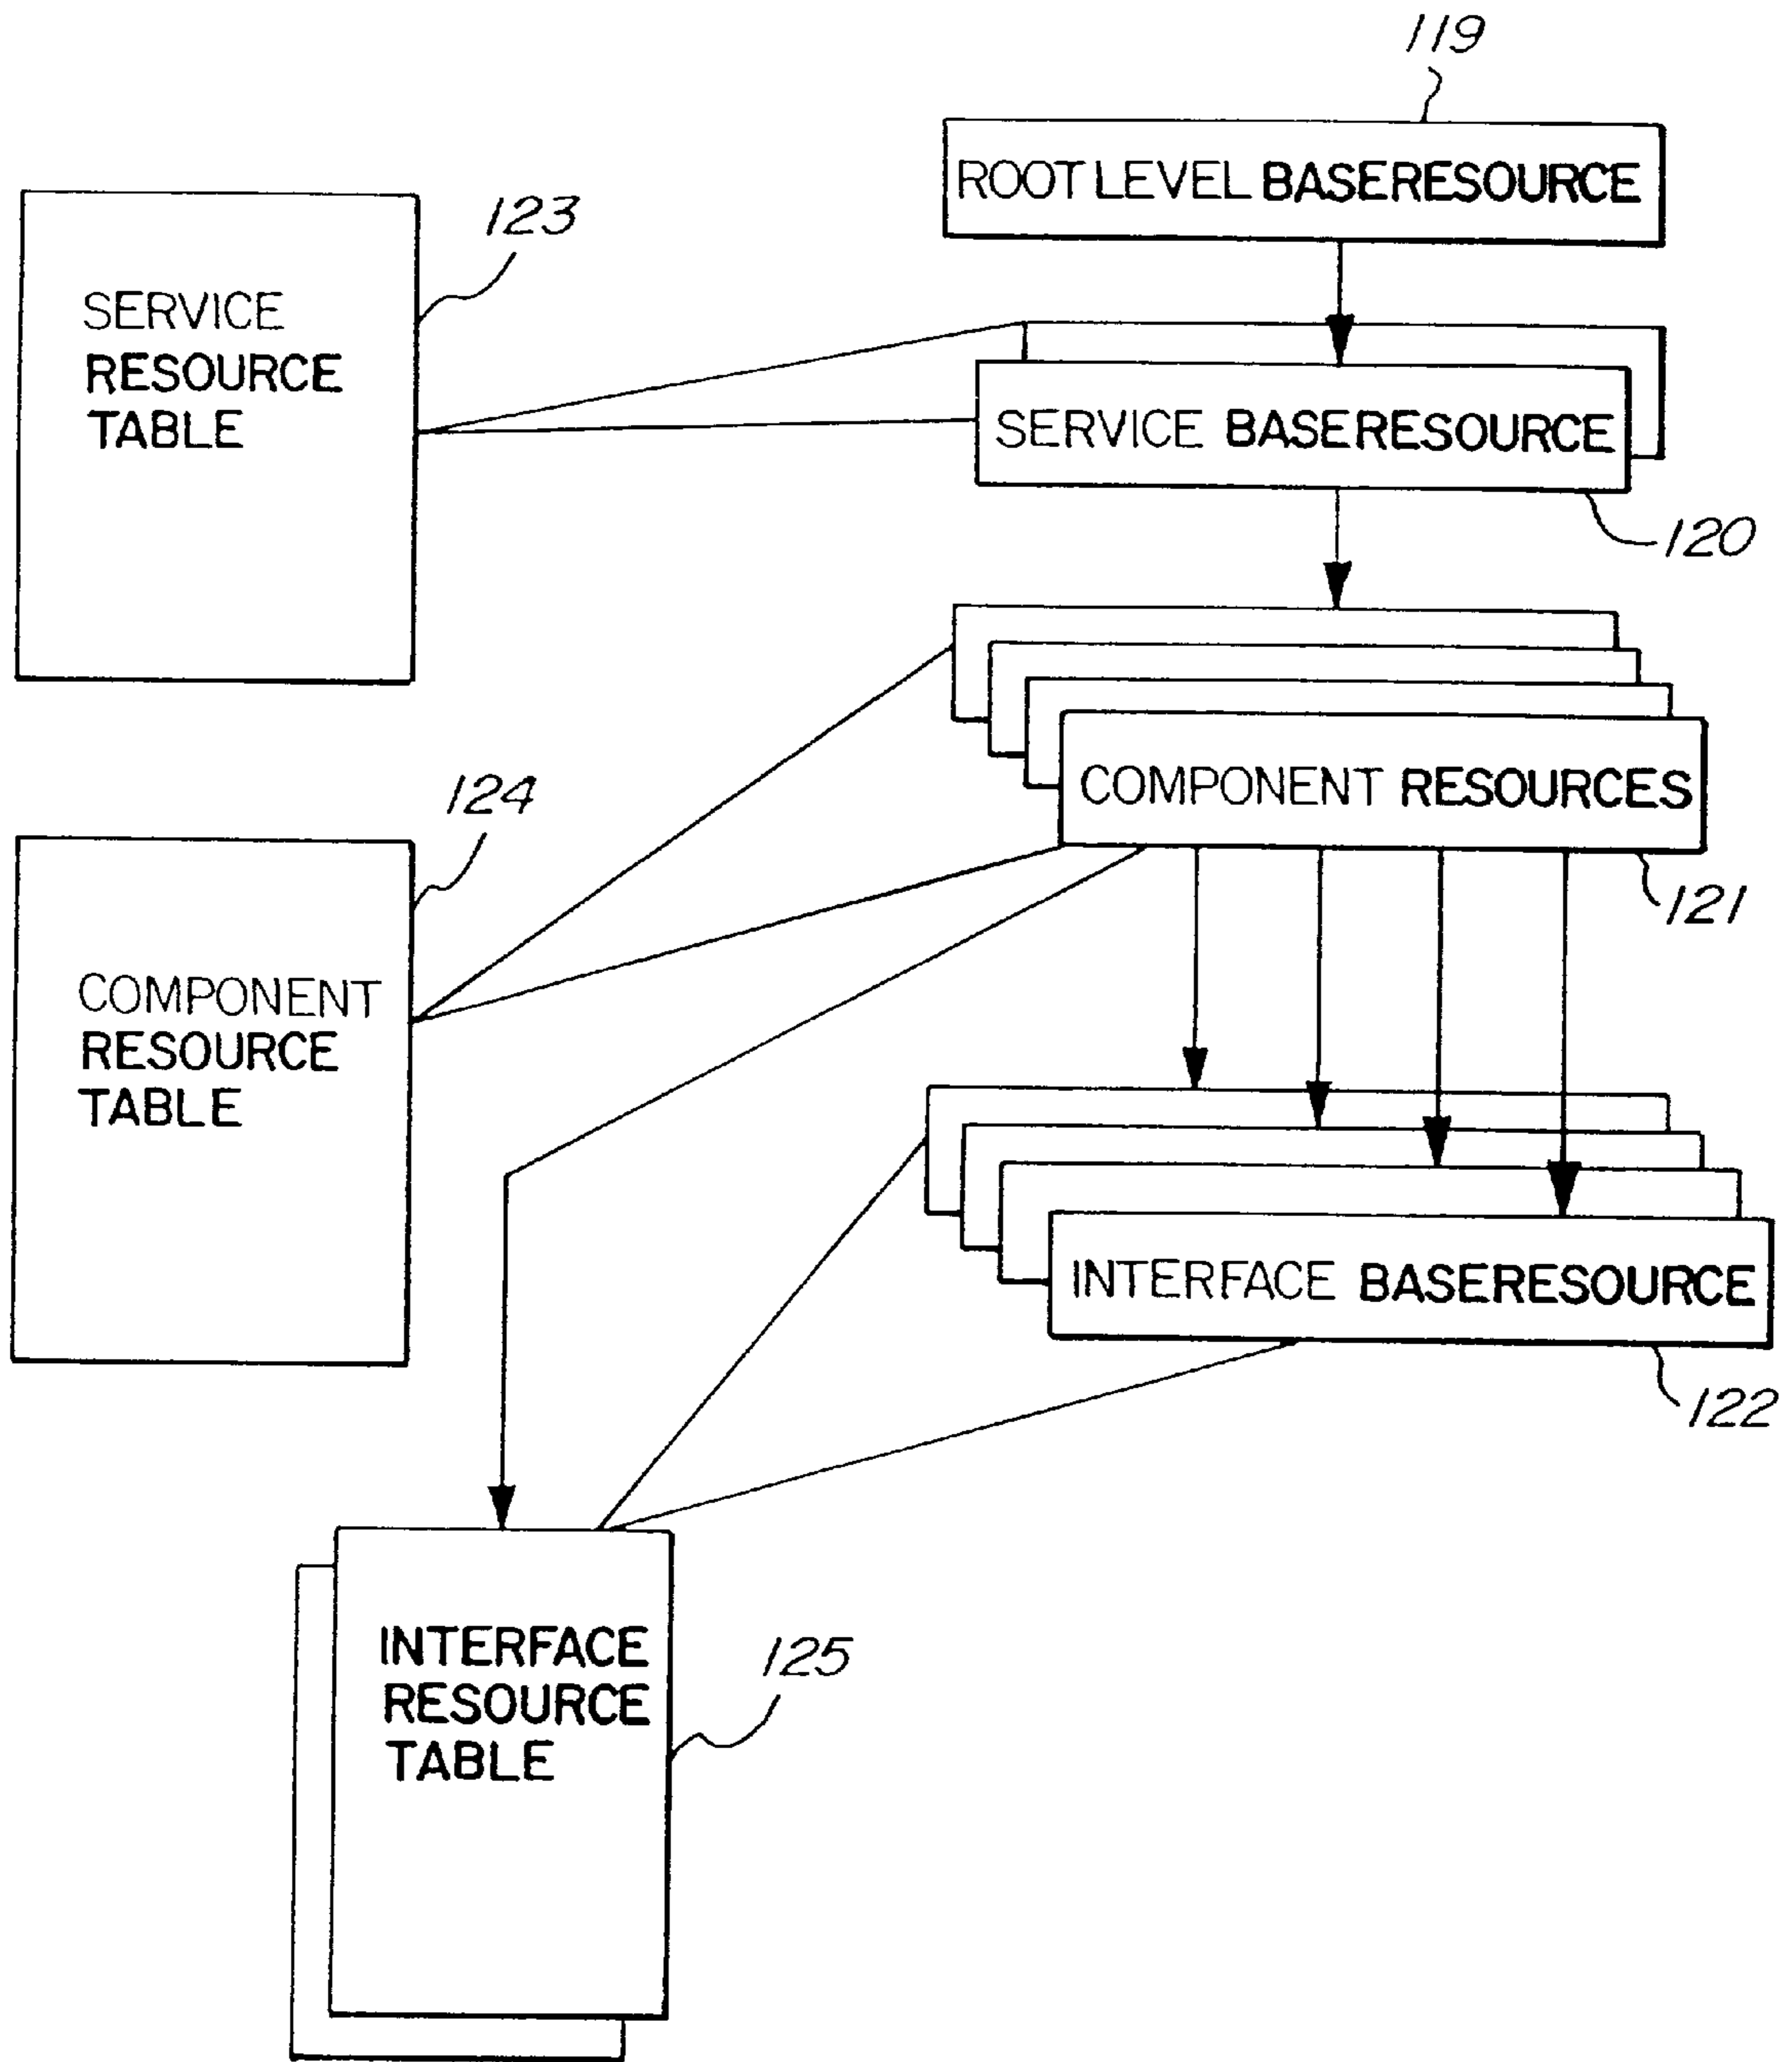 119
ROOT LEVEL BASERESOURCE
123
SERVICE
RESOURCE
TABLE
SERVICE BASERESOURCE
120
COMPONENT RESOURCES
121
124
COMPONENT
RESOURCE
TABLE
INTERFACE BASERESOURCE
122
INTERFACE
RESOURCE
TABLE
125